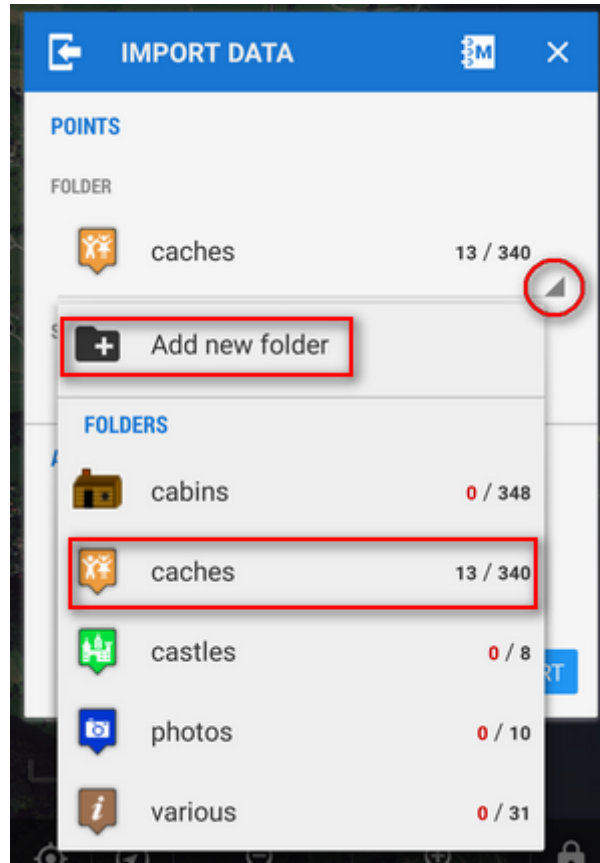 IMPORT DATA
POINTS
FOLDER
caches 13 / 340
Add new folder
FOLDERS
cabins 0 / 348
caches 13 / 340
castles 0 / 8
photos 0 / 10
various 0 / 31